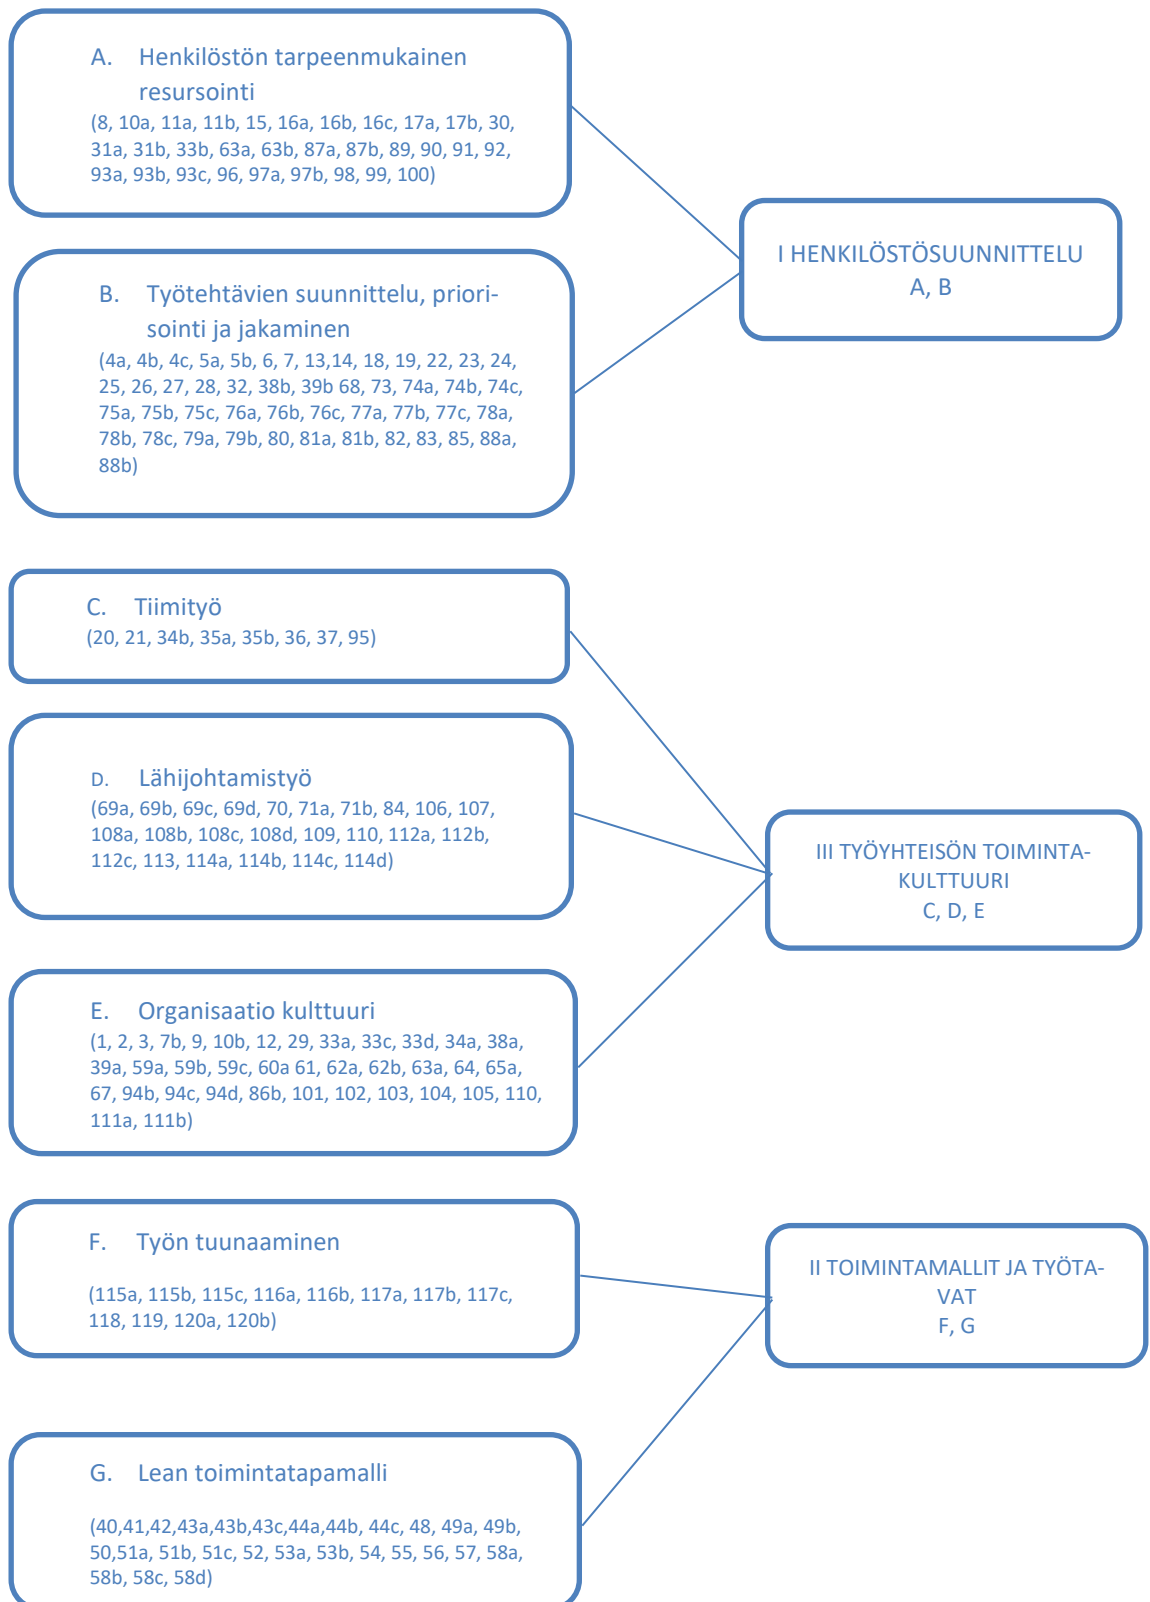 A. Henkilöstön tarpeenmukainen
resursointi
(8, 10a, 11a, 11b, 15, 16a, 16b, 16c, 17a, 17b, 30,
31a, 31b, 33b, 63a, 63b, 87a, 87b, 89, 90, 91, 92,
93a, 93b, 93c, 96, 97a, 97b, 98, 99, 100)
I HENKILÖSTÖSUUNNITTELU
A, B
B. Työtehtävien suunnittelu, priori-
sointi ja jakaminen
(4a, 4b, 4c, 5a, 5b, 6, 7, 13,14, 18, 19, 22, 23, 24,
25, 26, 27, 28, 32, 38b, 39b 68, 73, 74a, 74b, 74c,
75a, 75b, 75c, 76a, 76b, 76c, 77a, 77b, 77c, 78a,
78b, 78c, 79a, 79b, 80, 81a, 81b, 82, 83, 85, 88a,
88b)
C. Tiimityö
(20, 21, 34b, 35a, 35b, 36, 37, 95)
D. Lähijohtamistyö
(69a, 69b, 69c, 69d, 70, 71a, 71b, 84, 106, 107,
108a, 108b, 108c, 108d, 109, 110, 112a, 112b,
112c, 113, 114a, 114b, 114c, 114d)
III TYÖYHTEISÖN TOIMINTA-
KULTTUURI
C, D, E
E. Organisaatio kulttuuri
(1, 2, 3, 7b, 9, 10b, 12, 29, 33a, 33c, 33d, 34a, 38a,
39a, 59a, 59b, 59c, 60a 61, 62a, 62b, 63a, 64, 65a,
67, 94b, 94c, 94d, 86b, 101, 102, 103, 104, 105, 110,
111a, 111b)
F. Työn tuunaaminen
(115a, 115b, 115c, 116a, 116b, 117a, 117b, 117c,
118, 119, 120a, 120b)
II TOIMINTAMALLIT JA TYÖTA-
VAT
F, G
G. Lean toimintatapamalli
(40,41,42,43a,43b,43c,44a,44b, 44c, 48, 49a, 49b,
50,51a, 51b, 51c, 52, 53a, 53b, 54, 55, 56, 57, 58a,
58b, 58c, 58d)